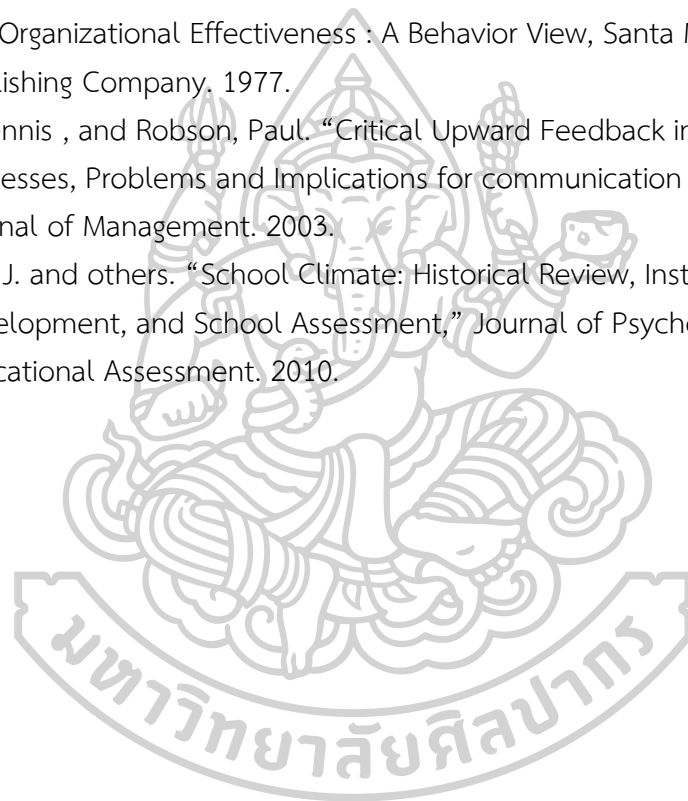 Organizational Effectiveness : A Behavior View, Santa
lishing Company. 1977.
nnis , and Robson, Paul. “Critical Upward Feedback in
esses, Problems and Implications for communication
nal of Management. 2003.
J. and others. “School Climate: Historical Review, Inst
elopment, and School Assessment,” Journal of Psych
cational Assessment. 2010.
มหาวิทยาลัยศิลปากร